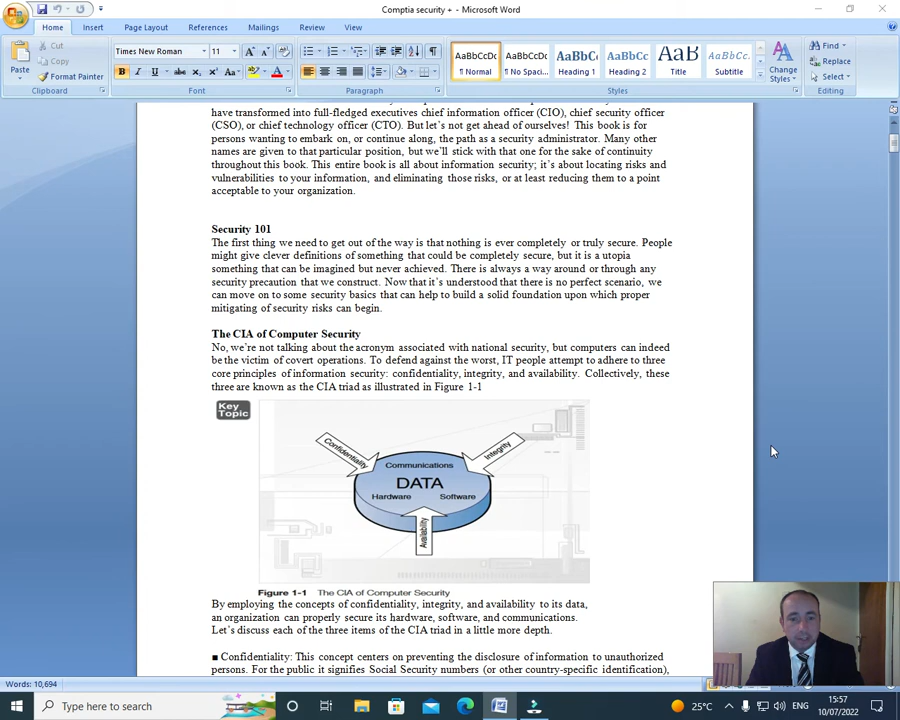 Comptia security + - Microsoft Word
Home Insert Page Layout References Mailings Review View
Paste
Cut
Copy
Format Painter
Clipboard
Times New Roman 11
Font
Paragraph
AaBbCcDc AaBbCcDc AaBbC AaBbCc AaB AaBbCc.
¶ Normal ¶ No Spaci... Heading 1 Heading 2 Title Subtitle
Change Styles
Styles
Find
Replace
Select
Editing
have transformed into full-fledged executives chief information officer (CIO), chief security officer
(CSO), or chief technology officer (CTO). But let's not get ahead of ourselves! This book is for
persons wanting to embark on, or continue along, the path as a security administrator. Many other
names are given to that particular position, but we'll stick with that one for the sake of continuity
throughout this book. This entire book is all about information security; it's about locating risks and
vulnerabilities to your information, and eliminating those risks, or at least reducing them to a point
acceptable to your organization.
Security 101
The first thing we need to get out of the way is that nothing is ever completely or truly secure. People
might give clever definitions of something that could be completely secure, but it is a utopia
something that can be imagined but never achieved. There is always a way around or through any
security precaution that we construct. Now that it's understood that there is no perfect scenario, we
can move on to some security basics that can help to build a solid foundation upon which proper
mitigating of security risks can begin.
The CIA of Computer Security
No, we're not talking about the acronym associated with national security, but computers can indeed
be the victim of covert operations. To defend against the worst, IT people attempt to adhere to three
core principles of information security: confidentiality, integrity, and availability. Collectively, these
three are known as the CIA triad as illustrated in Figure 1-1
Key
Topic
Confidentiality
Integrity
Communications
DATA
Hardware Software
Availability
Figure 1-1 The CIA of Computer Security
By employing the concepts of confidentiality, integrity, and availability to its data,
an organization can properly secure its hardware, software, and communications.
Let's discuss each of the three items of the CIA triad in a little more depth.
■ Confidentiality: This concept centers on preventing the disclosure of information to unauthorized
persons. For the public it signifies Social Security numbers (or other country-specific identification),
Words: 10,694
Type here to search
25°C
ENG
15:57
10/07/2022